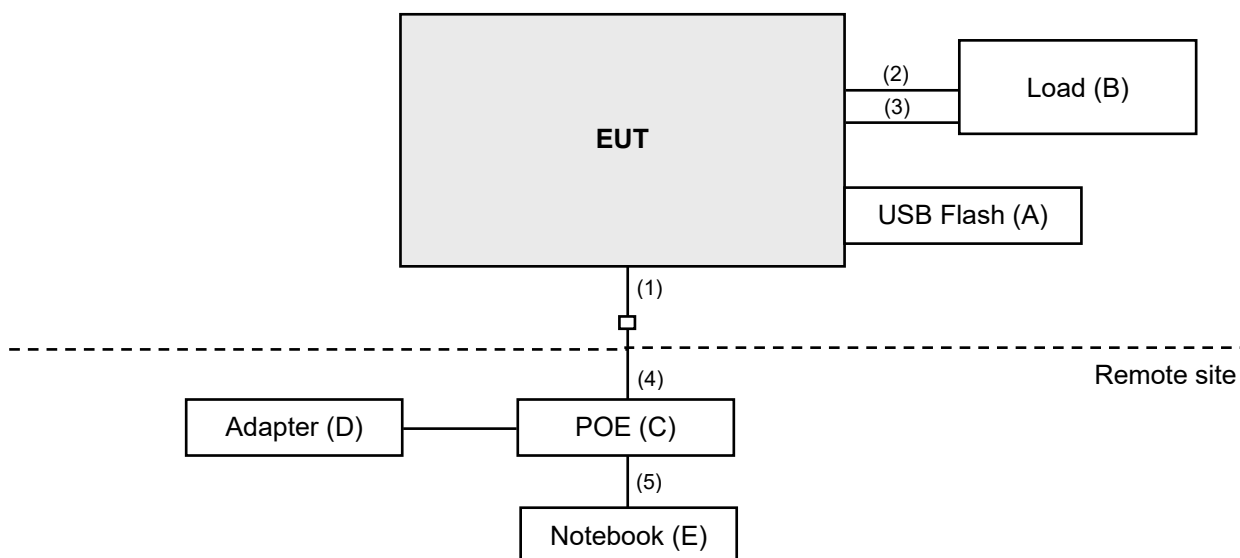 (2)
Load (B)
(3)
EUT
USB Flash (A)
(1)
Remote site
(4)
Adapter (D)
POE (C)
(5)
Notebook (E)